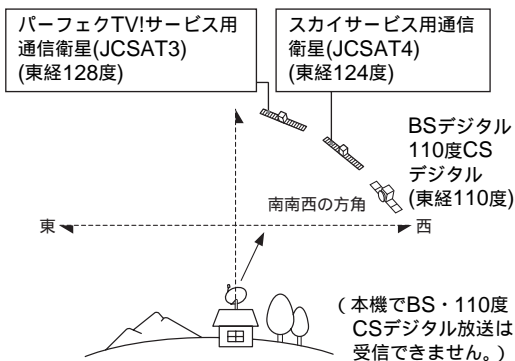 パーフェクTV!サービス用
通信衛星(JCSAT3)
(東経128度)
スカイサービス用通信
衛星(JCSAT4)
(東経124度)
BSデジタル
110度CS
デジタル
(東経110度)
南南西の方角
東
西
(本機でBS・110度
CSデジタル放送は
受信できません。)